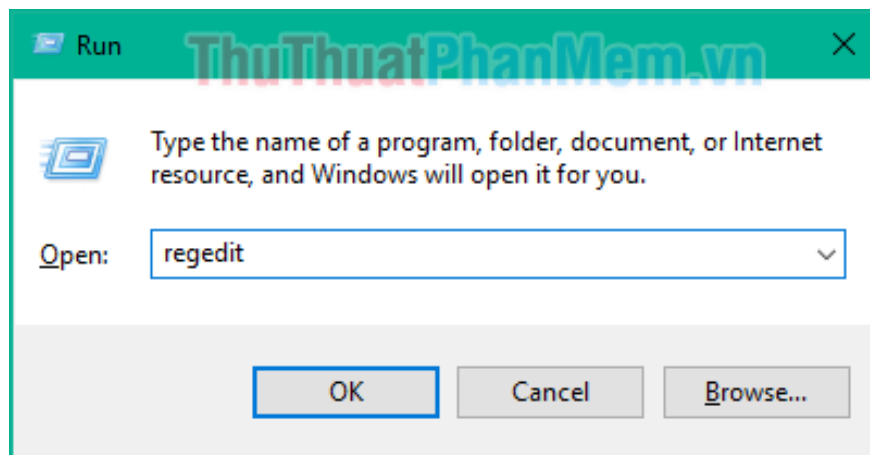 Run
ThuThuatPhanMem.vn
Type the name of a program, folder, document, or Internet
resource, and Windows will open it for you.
Open: regedit
OK Cancel Browse...